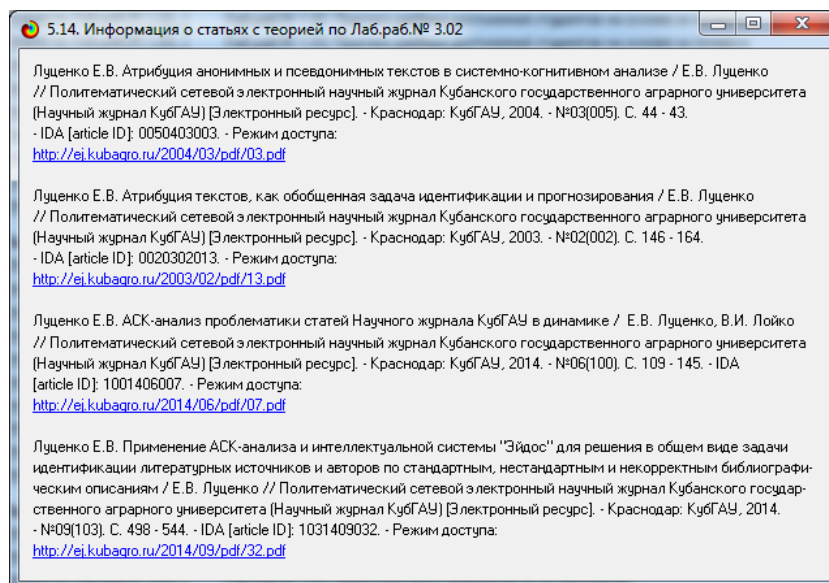 5.14. Информация о статьях с теорией по Лаб.раб.№ 3.02
Луценко Е.В. Атрибуция анонимных и псевдонимных текстов в системно-когнитивном анализе / Е.В. Луценко
// Политематический сетевой электронный научный журнал Кубанского государственного аграрного университета
(Научный журнал КубГАУ) [Электронный ресурс]. - Краснодар: КубГАУ, 2004. - №03(005). С. 44 - 43.
- IDA [article ID]: 0050403003. - Режим доступа:
http://ej.kubagro.ru/2004/03/pdf/03.pdf
Луценко Е.В. Атрибуция текстов, как обобщенная задача идентификации и прогнозирования / Е.В. Луценко
// Политематический сетевой электронный научный журнал Кубанского государственного аграрного университета
(Научный журнал КубГАУ) [Электронный ресурс]. - Краснодар: КубГАУ, 2003. - №02(002). С. 146 - 164.
- IDA [article ID]: 0020302013. - Режим доступа:
http://ej.kubagro.ru/2003/02/pdf/13.pdf
Луценко Е.В. АСК-анализ проблематики статей Научного журнала КубГАУ в динамике / Е.В. Луценко, В.И. Лойко
// Политематический сетевой электронный научный журнал Кубанского государственного аграрного университета
(Научный журнал КубГАУ) [Электронный ресурс]. - Краснодар: КубГАУ, 2014. - №06(100). С. 109 - 145. - IDA
[article ID]: 1001406007. - Режим доступа:
http://ej.kubagro.ru/2014/06/pdf/07.pdf
Луценко Е.В. Применение АСК-анализа и интеллектуальной системы "Эйдос" для решения в общем виде задачи
идентификации литературных источников и авторов по стандартным, нестандартным и некорректным библиографи-
ческим описаниям / Е.В. Луценко // Политематический сетевой электронный научный журнал Кубанского государ-
ственного аграрного университета (Научный журнал КубГАУ) [Электронный ресурс]. - Краснодар: КубГАУ, 2014.
- №09(103). С. 498 - 544. - IDA [article ID]: 1031409032. - Режим доступа:
http://ej.kubagro.ru/2014/09/pdf/32.pdf